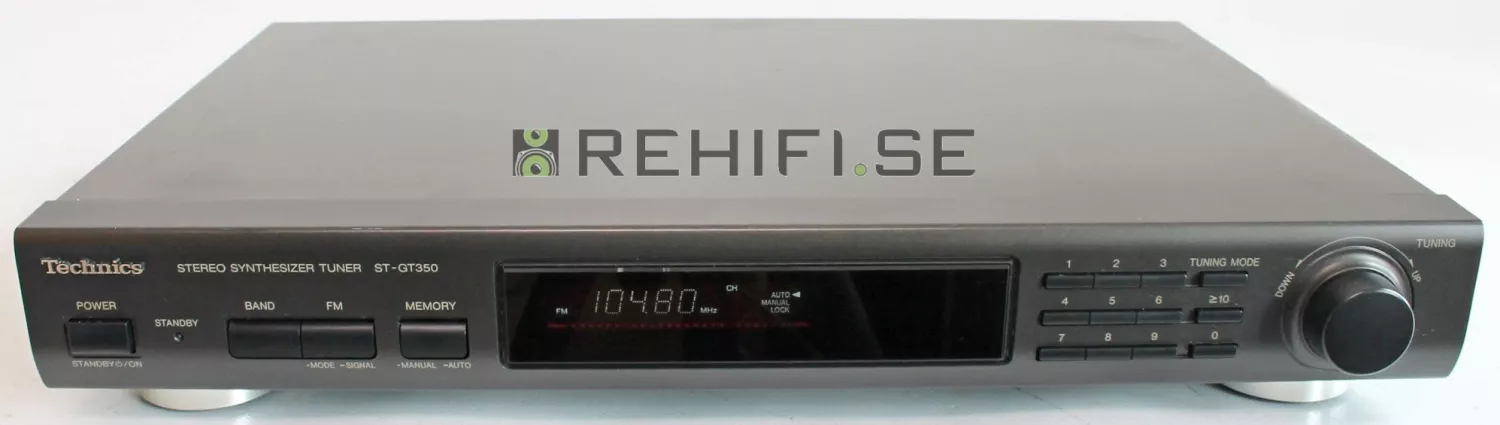 REHIFI.SE
Technics
STEREO SYNTHESIZER TUNER ST-GT350
POWER
STANDBY
STANDBY⏻/ON
BAND
FM
-MODE -SIGNAL
MEMORY
-MANUAL -AUTO
FM 104.80 MHz
CH
AUTO ◄
MANUAL
LOCK
1 2 3 TUNING MODE
4 5 6 ≥10
7 8 9 0
TUNING
DOWN
UP